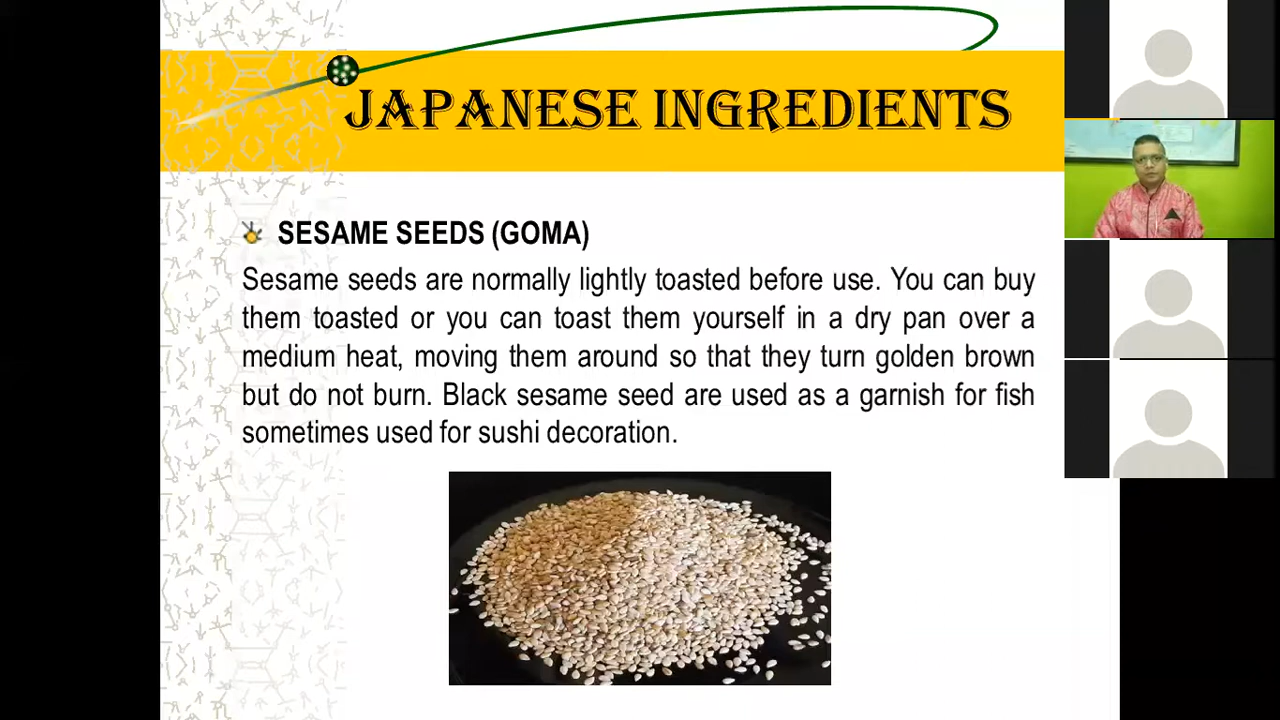 JAPANESE INGREDIENTS
SESAME SEEDS (GOMA)
Sesame seeds are normally lightly toasted before use. You can buy
them toasted or you can toast them yourself in a dry pan over a
medium heat, moving them around so that they turn golden brown
but do not burn. Black sesame seed are used as a garnish for fish
sometimes used for sushi decoration.